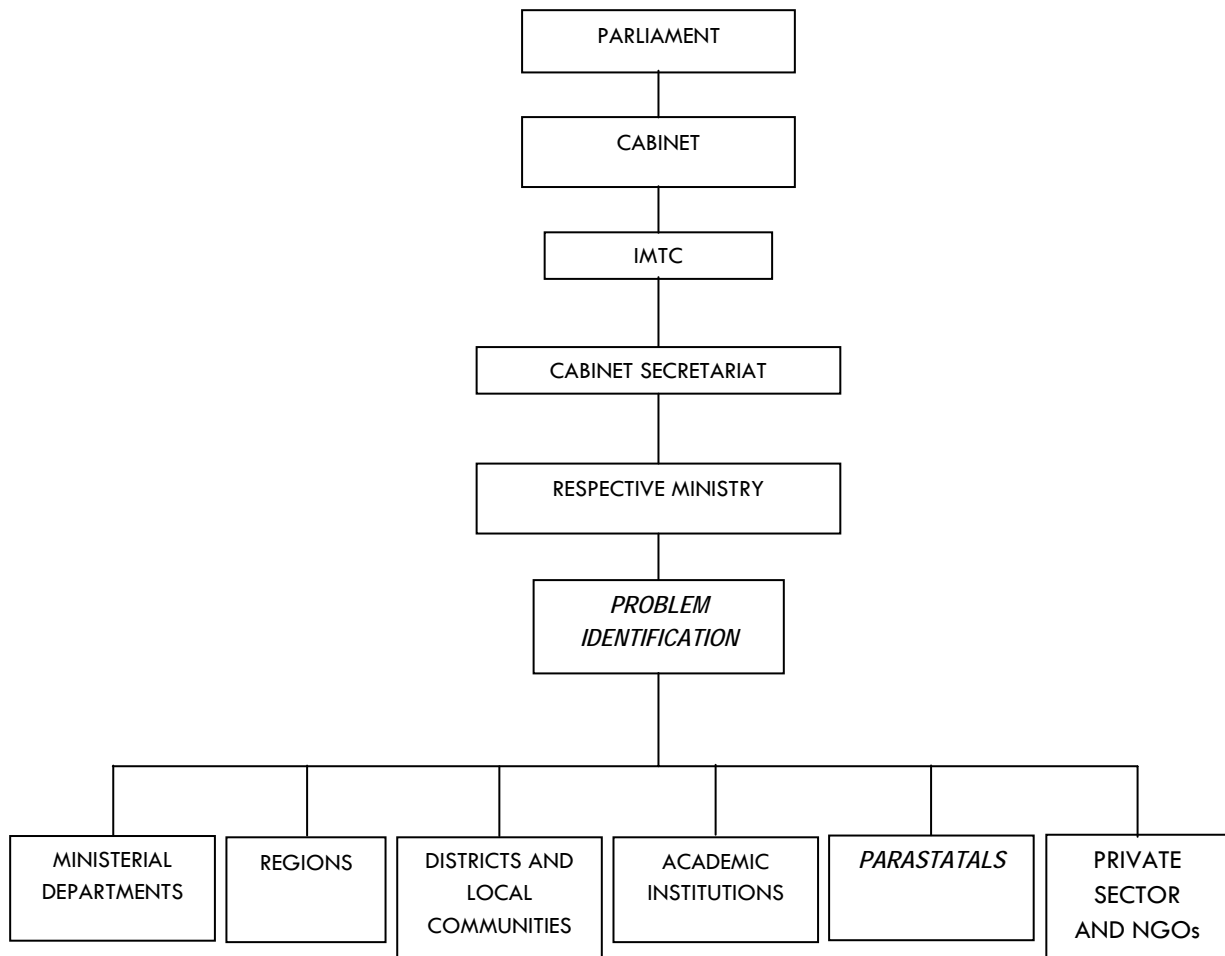 PARLIAMENT
CABINET
IMTC
CABINET SECRETARIAT
RESPECTIVE MINISTRY
PROBLEM
IDENTIFICATION
MINISTERIAL
DEPARTMENTS
REGIONS
DISTRICTS AND
LOCAL
COMMUNITIES
ACADEMIC
INSTITUTIONS
PARASTATALS
PRIVATE
SECTOR
AND NGOs